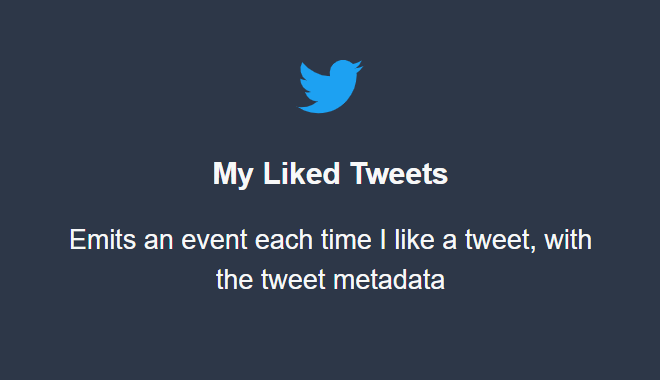 My Liked Tweets
Emits an event each time I like a tweet, with
the tweet metadata